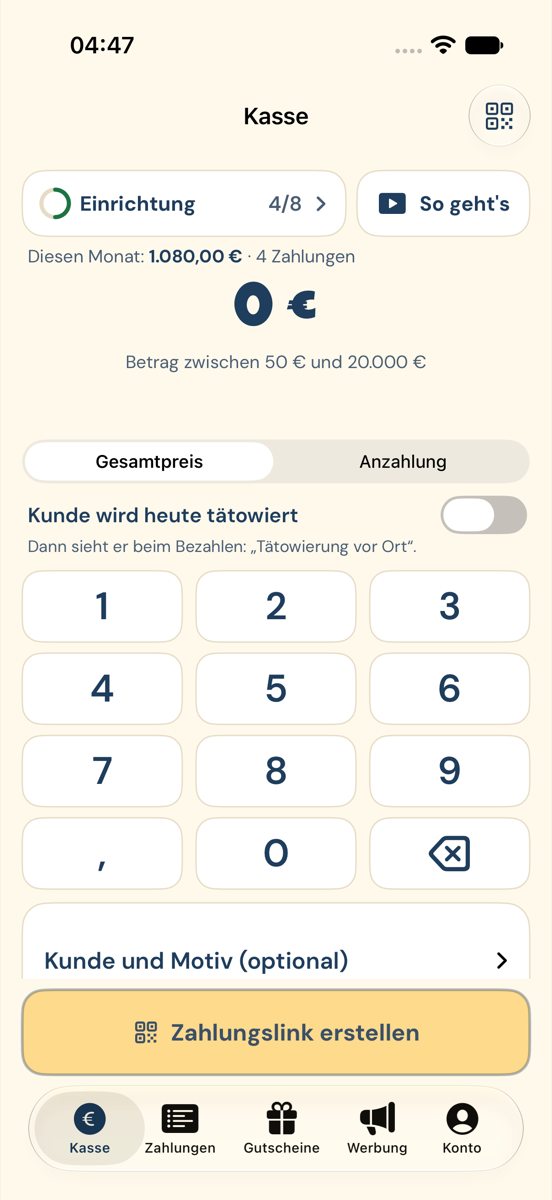 04:47
Kasse
Einrichtung 4/8
So geht's
Diesen Monat: 1.080,00 € · 4 Zahlungen
0 €
Betrag zwischen 50 € und 20.000 €
Gesamtpreis Anzahlung
Kunde wird heute tätowiert
Dann sieht er beim Bezahlen: „Tätowierung vor Ort“.
1 2 3
4 5 6
7 8 9
, 0
Kunde und Motiv (optional)
Zahlungslink erstellen
€
Kasse Zahlungen Gutscheine Werbung Konto